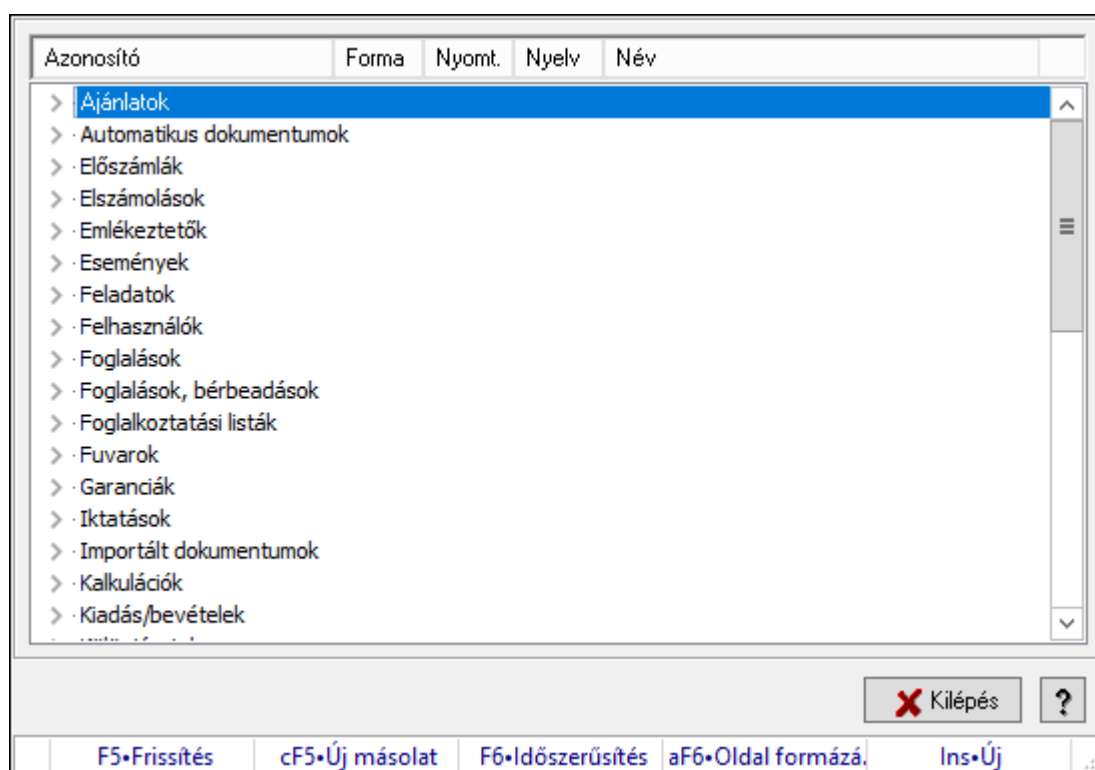 Azonosító Forma Nyomt. Nyelv Név
Ajánlatok
Automatikus dokumentumok
Előszámlák
Elszámolások
Emlékeztetők
Események
Feladatok
Felhasználók
Foglalások
Foglalások, bérbeadások
Foglalkoztatási listák
Fuvarok
Garanciák
Iktatások
Importált dokumentumok
Kalkulációk
Kiadás/bevételek
Kilépés ?
F5•Frissítés cF5•Új másolat F6•Időszerűsítés aF6•Oldal formázá. Ins•Új